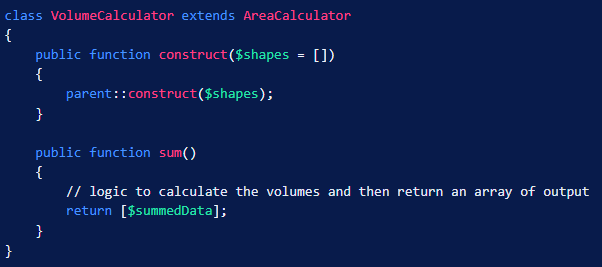 class VolumeCalculator extends AreaCalculator
{
    public function construct($shapes = [])
    {
        parent::construct($shapes);
    }

    public function sum()
    {
        // logic to calculate the volumes and then return an array of output
        return [$summedData];
    }
}